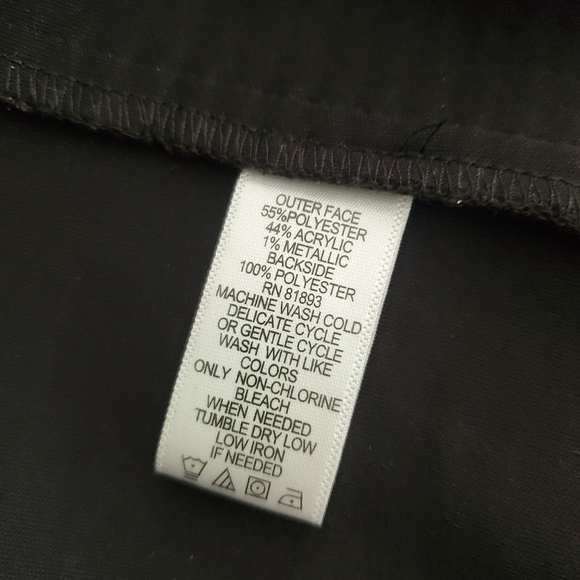 OUTER FACE
55%POLYESTER
44% ACRYLIC
1% METALLIC
BACKSIDE
100% POLYESTER
RN 81893
MACHINE WASH COLD
DELICATE CYCLE
OR GENTLE CYCLE
WASH WITH LIKE
COLORS
ONLY NON-CHLORINE
BLEACH
WHEN NEEDED
TUMBLE DRY LOW
LOW IRON
IF NEEDED